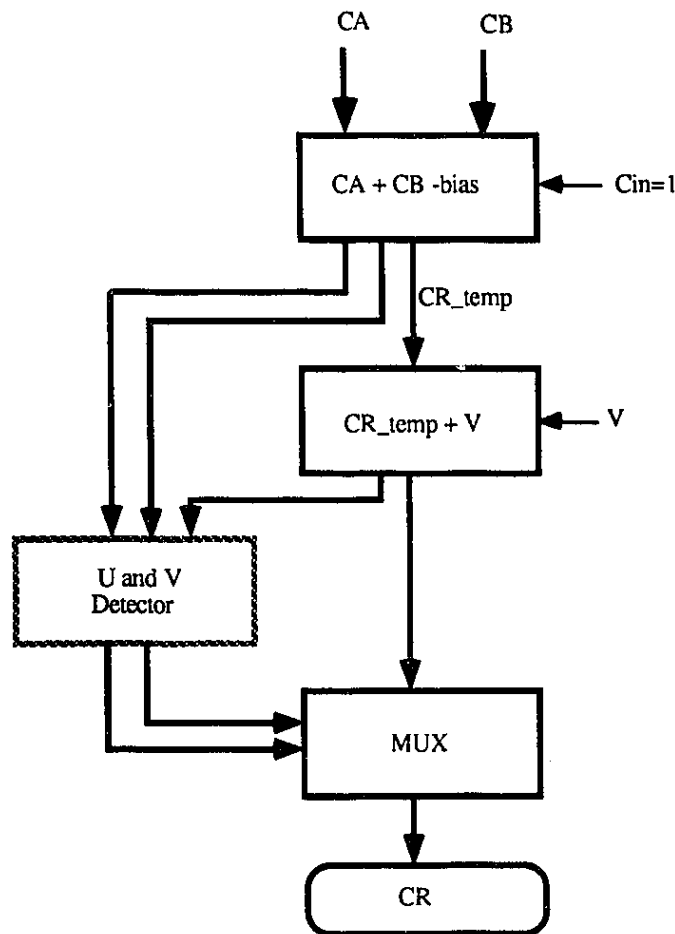 CA
CB
CA + CB -bias
Cin=1
CR_temp
CR_temp + V
V
U and V
Detector
MUX
CR